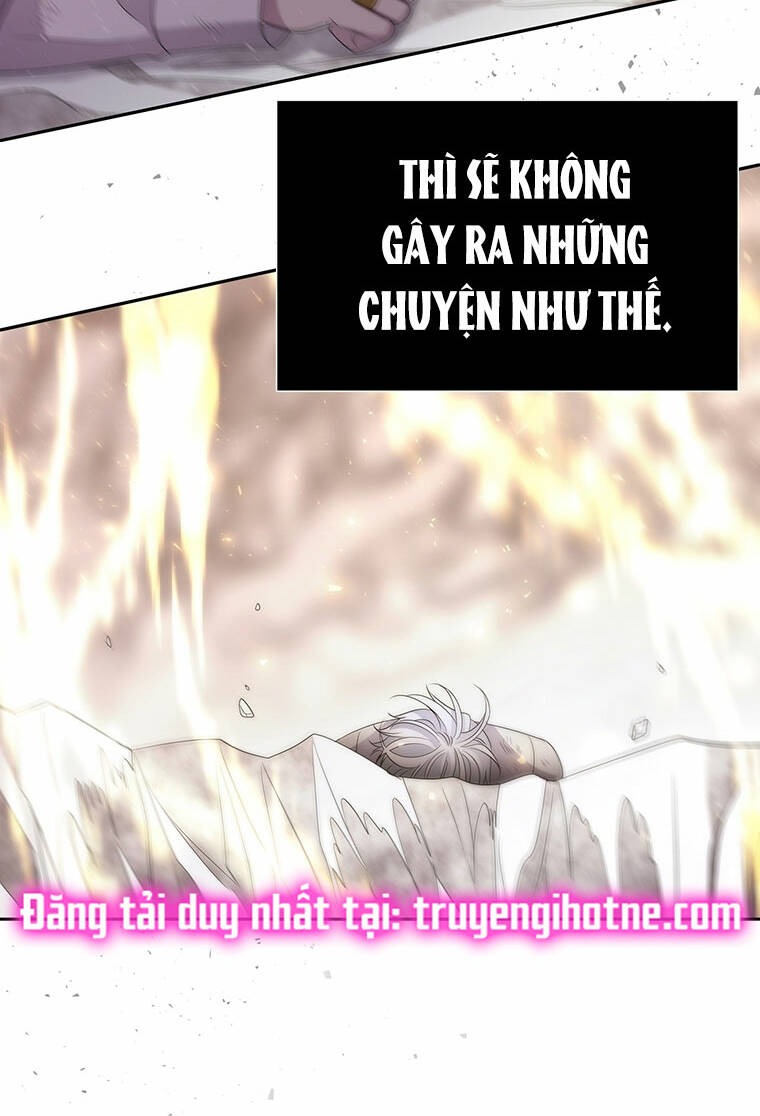 THÌ SẼ KHÔNG
GÂY RA NHỮNG
CHUYỆN NHƯ THẾ.
Đăng tải duy nhất tại: truyengihotne.com